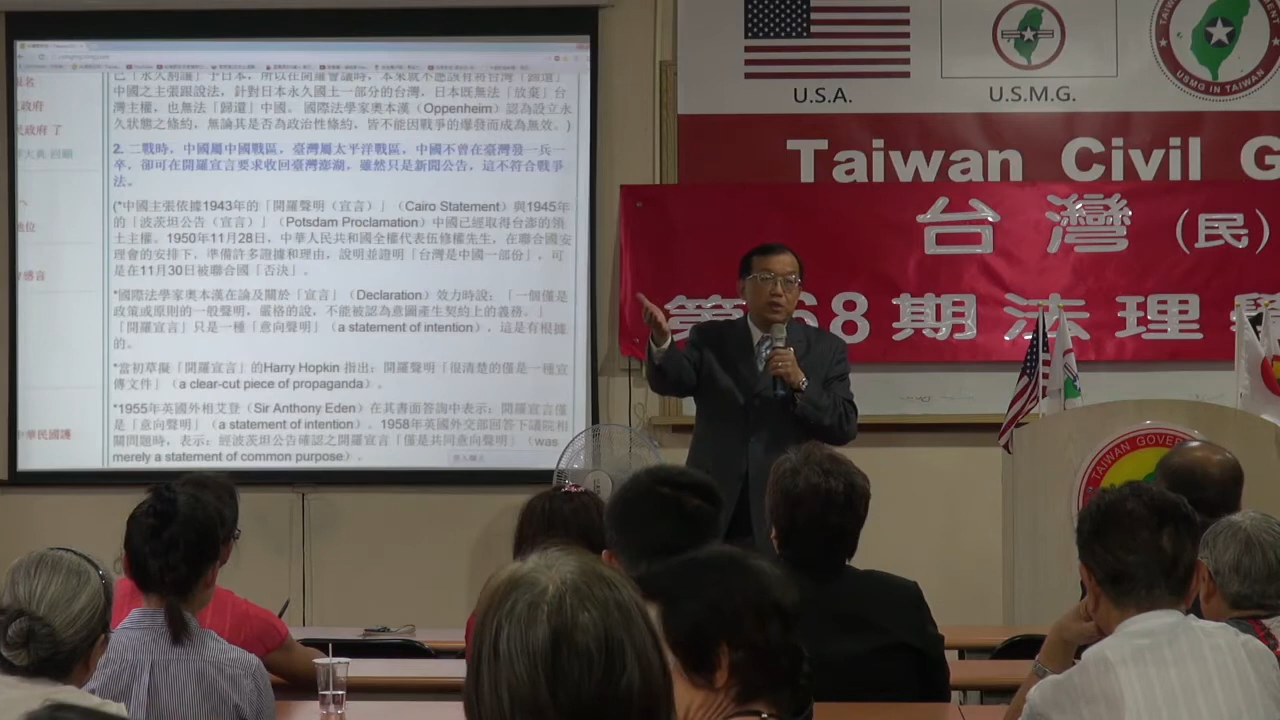 已「永久割讓」予日本，所以在開羅會議時，本來就不應該有將台灣「歸還」
中國之主張跟說法，針對日本永久國土一部分的台灣，日本既無法「放棄」台
灣主權，也無法「歸還」中國。國際法學家奧本漢（Oppenheim）認為設立永
久狀態之條約，無論其是否為政治性條約，皆不能因戰爭的爆發而成為無效。)
2. 二戰時，中國屬中國戰區，臺灣屬太平洋戰區，中國不曾在臺灣發一兵一
卒，卻可在開羅宣言要求收回臺灣澎湖，雖然只是新聞公告，這不符合戰爭
法。
(*中國主張依據1943年的「開羅聲明（宣言）」（Cairo Statement）與1945年
的「波茨坦公告（宣言）」（Potsdam Proclamation）中國已經取得台澎的領
土主權。1950年11月28日，中華人民共和國全權代表伍修權先生，在聯合國安
理會的安排下，準備許多證據和理由，說明並證明「台灣是中國一部份」，可
是在11月30日被聯合國「否決」。
*國際法學家奧本漢在論及關於「宣言」（Declaration）效力時說：「一個僅是
政策或原則的一般聲明，嚴格的說，不能被認為意圖產生契約上的義務。」
「開羅宣言」只是一種「意向聲明」（a statement of intention），這是有根據
的。
*當初草擬「開羅宣言」的Harry Hopkin 指出：開羅聲明「很清楚的僅是一種宣
傳文件」（a clear-cut piece of propaganda）。
*1955年英國外相艾登（Sir Anthony Eden）在其書面答詢中表示：開羅宣言僅
是「意向聲明」（a statement of intention）。1958年英國外交部回答下議院相
關問題時，表示：經波茨坦公告確認之開羅宣言「僅是共同意向聲明」（was
merely a statement of common purpose）。
政府
民政府 了
地位
會感言
中華民國護
U.S.A.
U.S.M.G.
USMG IN TAIWAN
Taiwan Civil G
台灣(民)
第68期法理學
TAIWAN GOVER